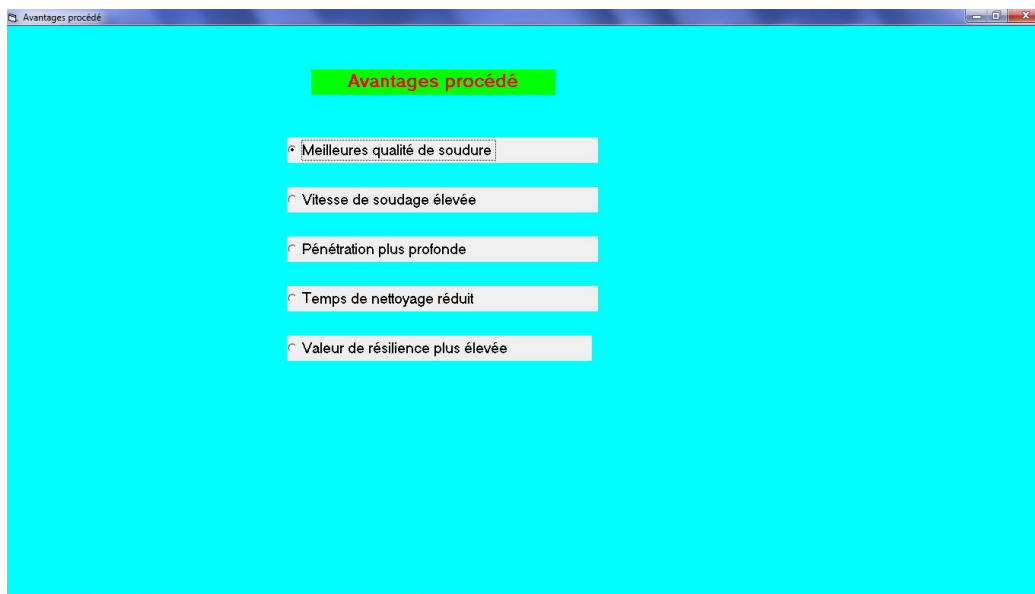 Avantages procédé
Avantages procédé
Meilleures qualité de soudure
Vitesse de soudage élevée
Pénétration plus profonde
Temps de nettoyage réduit
Valeur de résilience plus élevée